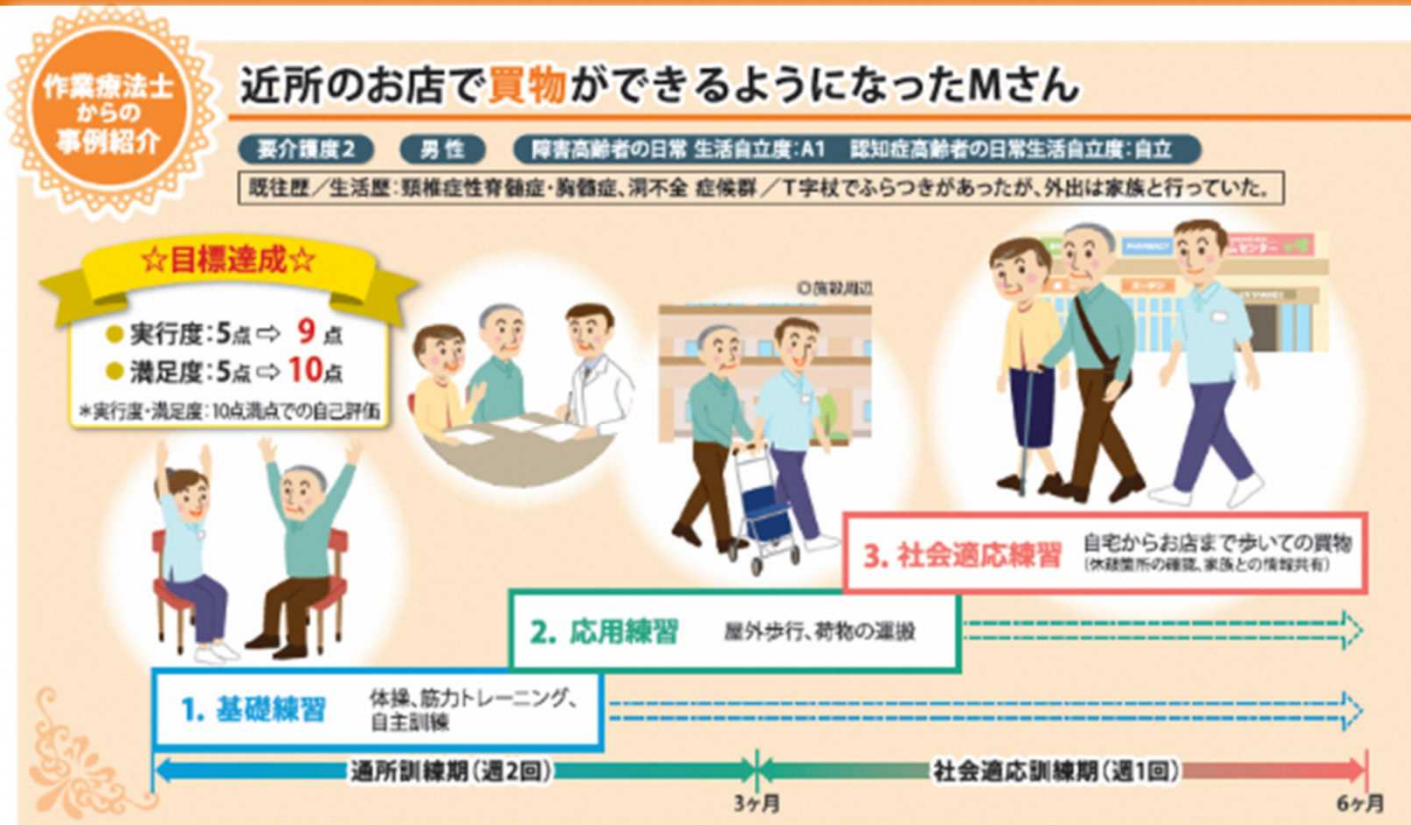 作業療法士
からの
事例紹介
近所のお店で買物ができるようになったMさん
要介護度2 男性 障害高齢者の日常 生活自立度:A1 認知症高齢者の日常生活自立度:自立
既往歴/生活歴:頸椎症性脊髄症・胸髄症、洞不全 症候群/T字杖でふらつきがあったが、外出は家族と行っていた。
☆目標達成☆
●実行度:5点⇨ 9点
●満足度:5点⇨10点
*実行度・満足度:10点満点での自己評価
◎施設周辺
PHARMACY
ムセンター
3. 社会適応練習 自宅からお店まで歩いての買物
(休憩箇所の確認、家族との情報共有)
2. 応用練習 屋外歩行、荷物の運搬
1. 基礎練習 体操、筋力トレーニング、
自主訓練
通所訓練期(週2回) 社会適応訓練期(週1回)
3ヶ月 6ヶ月